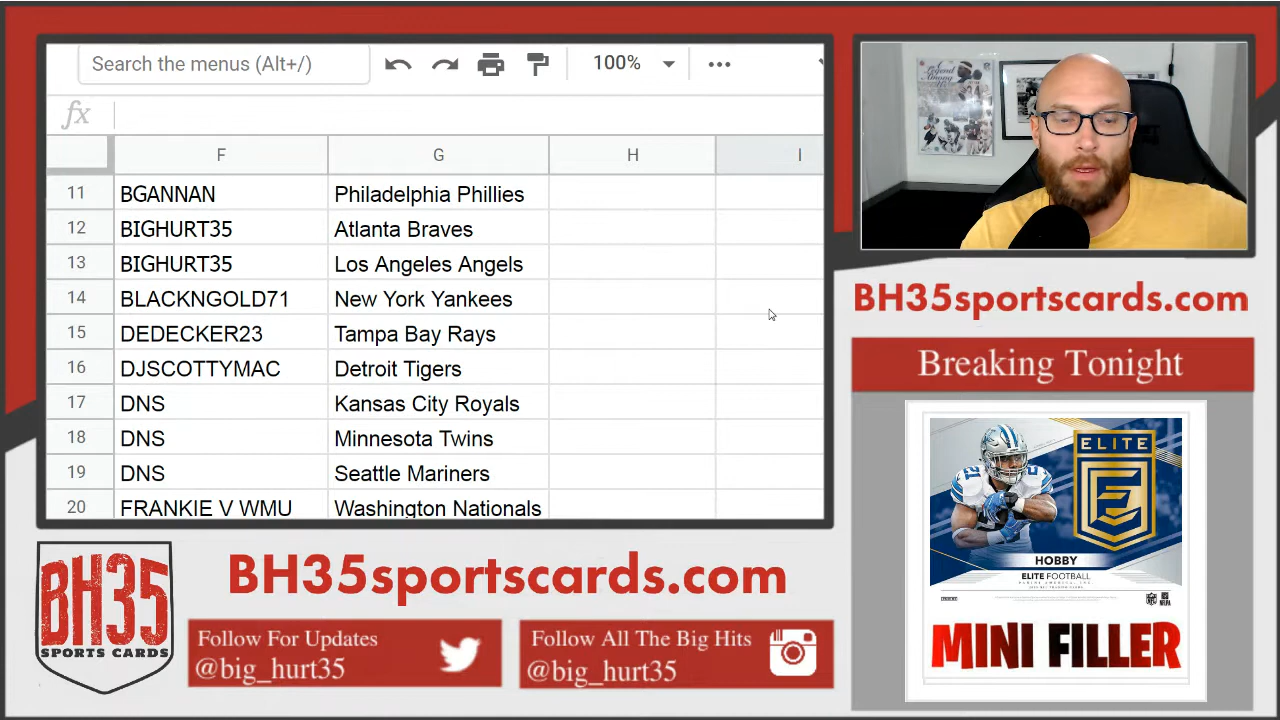 Search the menus (Alt+/)
100%
fx
F G H I
11 BGANNAN Philadelphia Phillies
12 BIGHURT35 Atlanta Braves
13 BIGHURT35 Los Angeles Angels
14 BLACKNGOLD71 New York Yankees
15 DEDECKER23 Tampa Bay Rays
16 DJSCOTTYMAC Detroit Tigers
17 DNS Kansas City Royals
18 DNS Minnesota Twins
19 DNS Seattle Mariners
20 FRANKIE V WMU Washington Nationals
BH35sportscards.com
Breaking Tonight
ELITE
E
HOBBY
ELITE FOOTBALL
MINI FILLER
BH35
SPORTS CARDS
BH35sportscards.com
Follow For Updates
@big_hurt35
Follow All The Big Hits
@big_hurt35